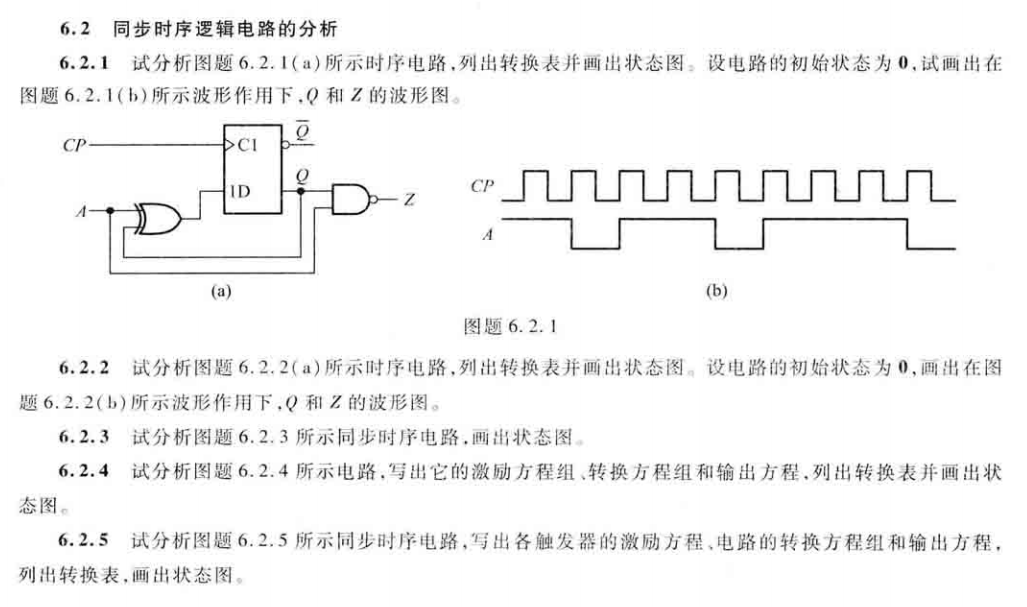 6.2 同步时序逻辑电路的分析
6.2.1 试分析图题 6.2.1(a)所示时序电路,列出转换表并画出状态图。设电路的初始状态为 0,试画出在
图题 6.2.1(b)所示波形作用下,Q 和 Z 的波形图。
CP
C1
Q̅
1D
Q
A
Z
(a)
CP
A
(b)
图题 6.2.1
6.2.2 试分析图题 6.2.2(a)所示时序电路,列出转换表并画出状态图。设电路的初始状态为 0,画出在图
题 6.2.2(b)所示波形作用下,Q 和 Z 的波形图。
6.2.3 试分析图题 6.2.3 所示同步时序电路,画出状态图。
6.2.4 试分析图题 6.2.4 所示电路,写出它的激励方程组、转换方程组和输出方程,列出转换表并画出状
态图。
6.2.5 试分析图题 6.2.5 所示同步时序电路,写出各触发器的激励方程、电路的转换方程组和输出方程,
列出转换表,画出状态图。